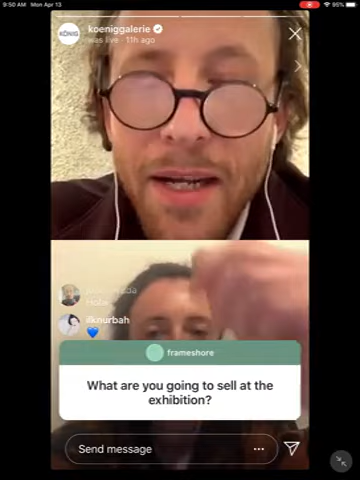 9:50 AM Mon Apr 13
95%
KÖNIG
koeniggalerie
was live · 11h ago
Hola
ilknurbah
frameshore
What are you going to sell at the
exhibition?
Send message